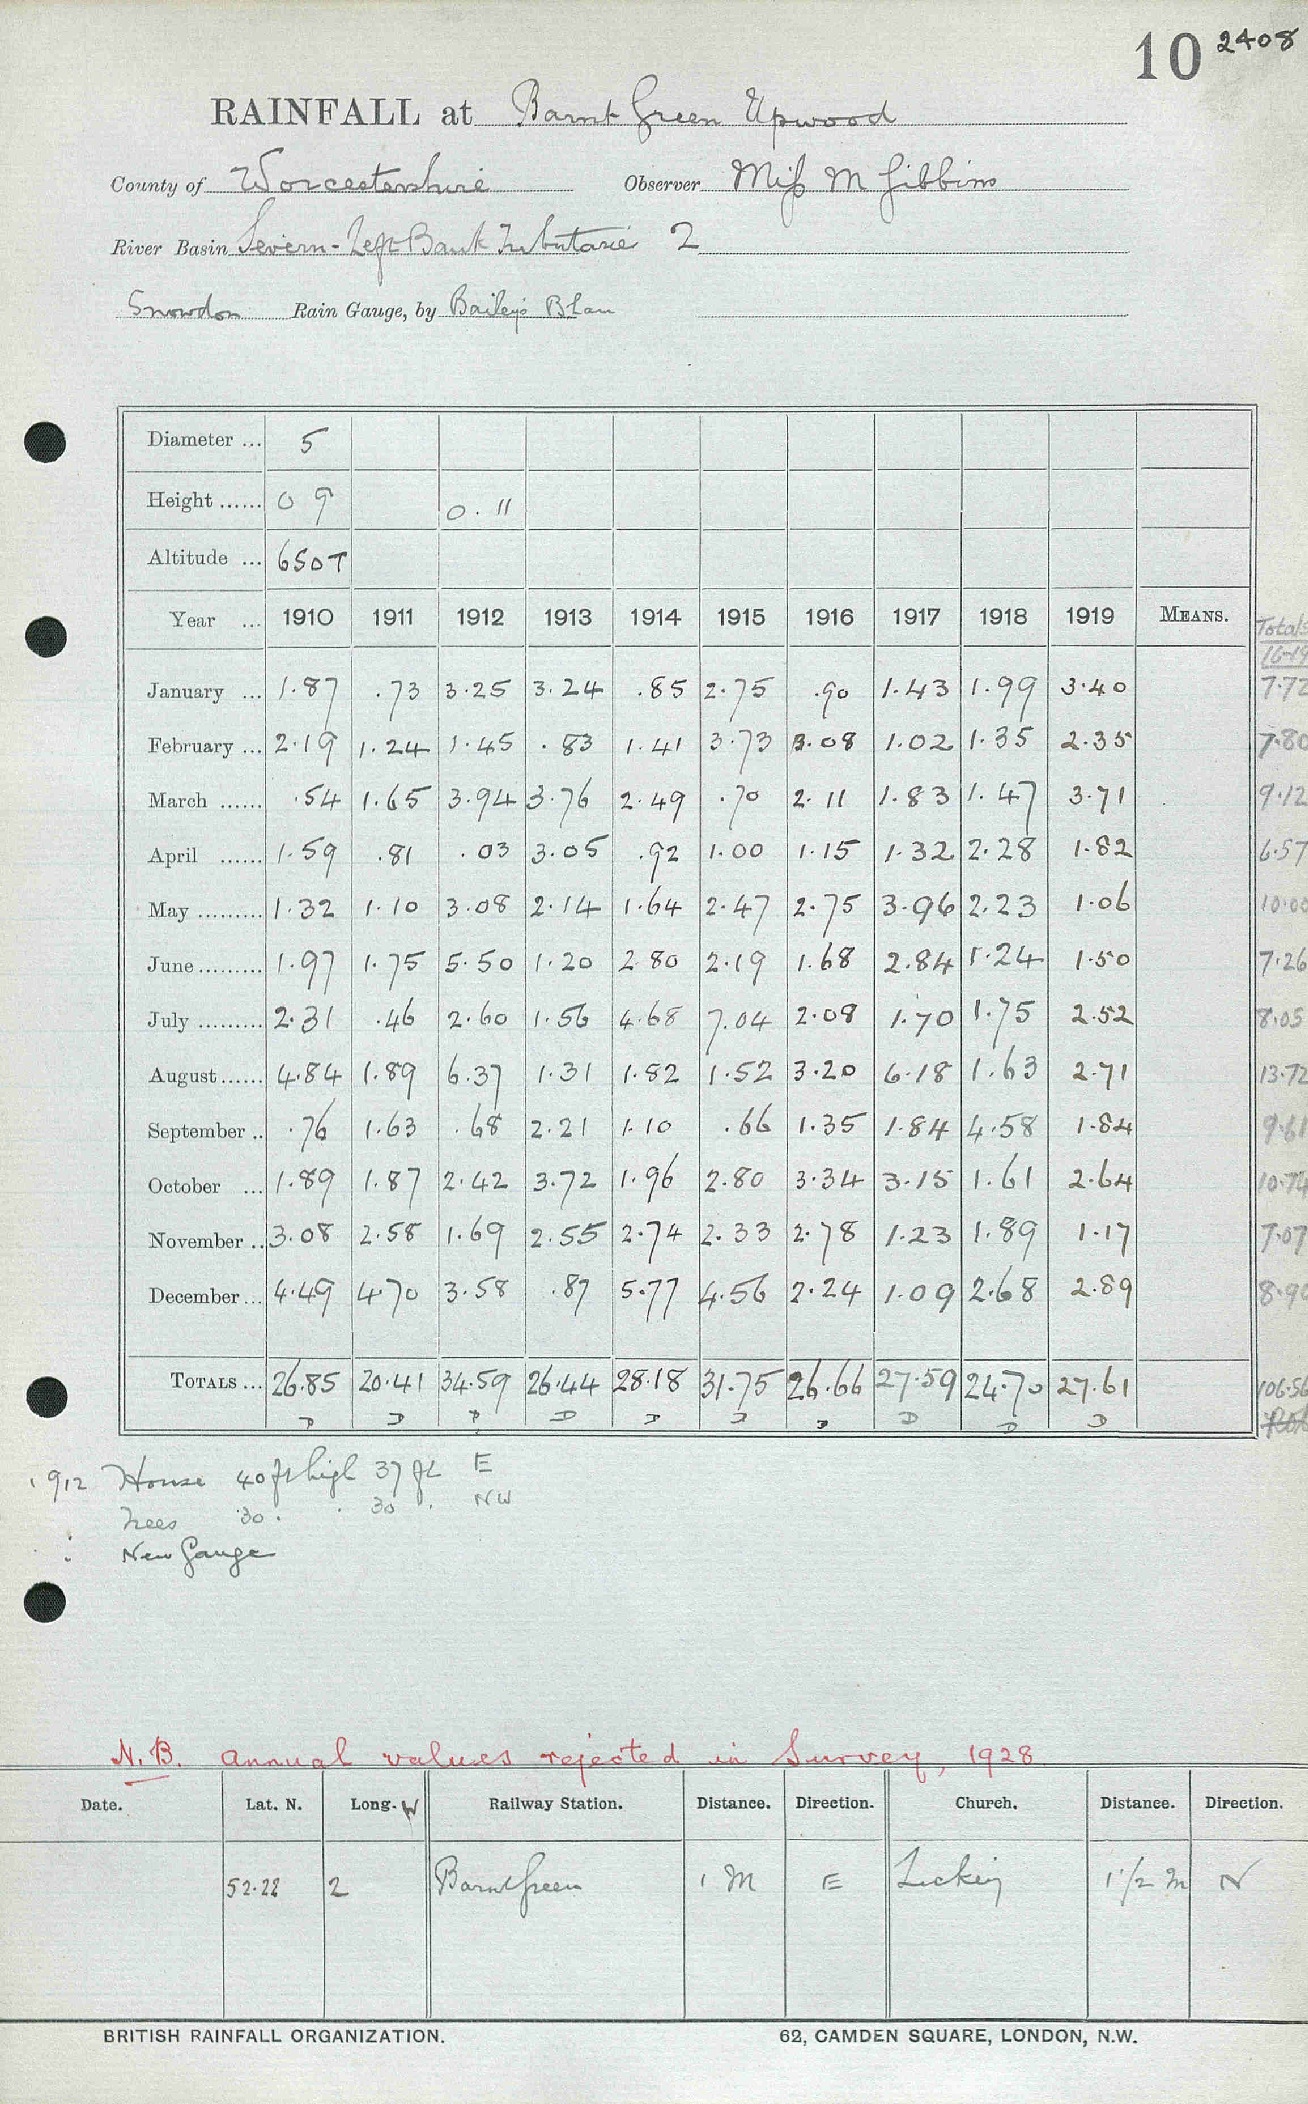 10 2408
RAINFALL at Barnt Green Upwood
County of Worcestershire Observer Miss M Gibbins
River Basin Severn - Left Bank Tributaries 2
Snowdon Rain Gauge, by Baileys Blan
Diameter ... 5
Height ...... 0 9 0.11
Altitude ... 650T
Year ... 1910 1911 1912 1913 1914 1915 1916 1917 1918 1919 MEANS. Totals 16-19
January ... 1.87 .73 3.25 3.24 .85 2.75 .90 1.43 1.99 3.40 7.72
February ... 2.19 1.24 1.45 .83 1.41 3.73 3.08 1.02 1.35 2.35 7.80
March ...... .54 1.65 3.94 3.76 2.49 .70 2.11 1.83 1.47 3.71 9.12
April ...... 1.59 .81 .03 3.05 .92 1.00 1.15 1.32 2.28 1.82 6.57
May ......... 1.32 1.10 3.08 2.14 1.64 2.47 2.75 3.96 2.23 1.06 10.00
June ......... 1.97 1.75 5.50 1.20 2.80 2.19 1.68 2.84 1.24 1.50 7.26
July ......... 2.31 .46 2.60 1.56 4.68 7.04 2.08 1.70 1.75 2.52 8.05
August ...... 4.84 1.89 6.37 1.31 1.82 1.52 3.20 6.18 1.63 2.71 13.72
September .. .76 1.63 .68 2.21 1.10 .66 1.35 1.84 4.58 1.84 9.61
October ... 1.89 1.87 2.42 3.72 1.96 2.80 3.34 3.15 1.61 2.64 10.74
November .. 3.08 2.58 1.69 2.55 2.74 2.33 2.78 1.23 1.89 1.17 7.07
December ... 4.49 4.70 3.58 .87 5.77 4.56 2.24 1.09 2.68 2.89 8.90
TOTALS ... 26.85 20.41 34.59 26.44 28.18 31.75 26.66 27.59 24.70 27.61 106.56
D D D D D D D D D D
1912 House 40 ft high 37 ft E
Trees 30 . 30 . NW
: New Gauge
N.B. Annual values rejected in Survey, 1928
Date. Lat. N. Long. W Railway Station. Distance. Direction. Church. Distance. Direction.
52.22 2 Barnt Green 1 M E Lickey 1 1/2 M N
BRITISH RAINFALL ORGANIZATION. 62, CAMDEN SQUARE, LONDON, N.W.